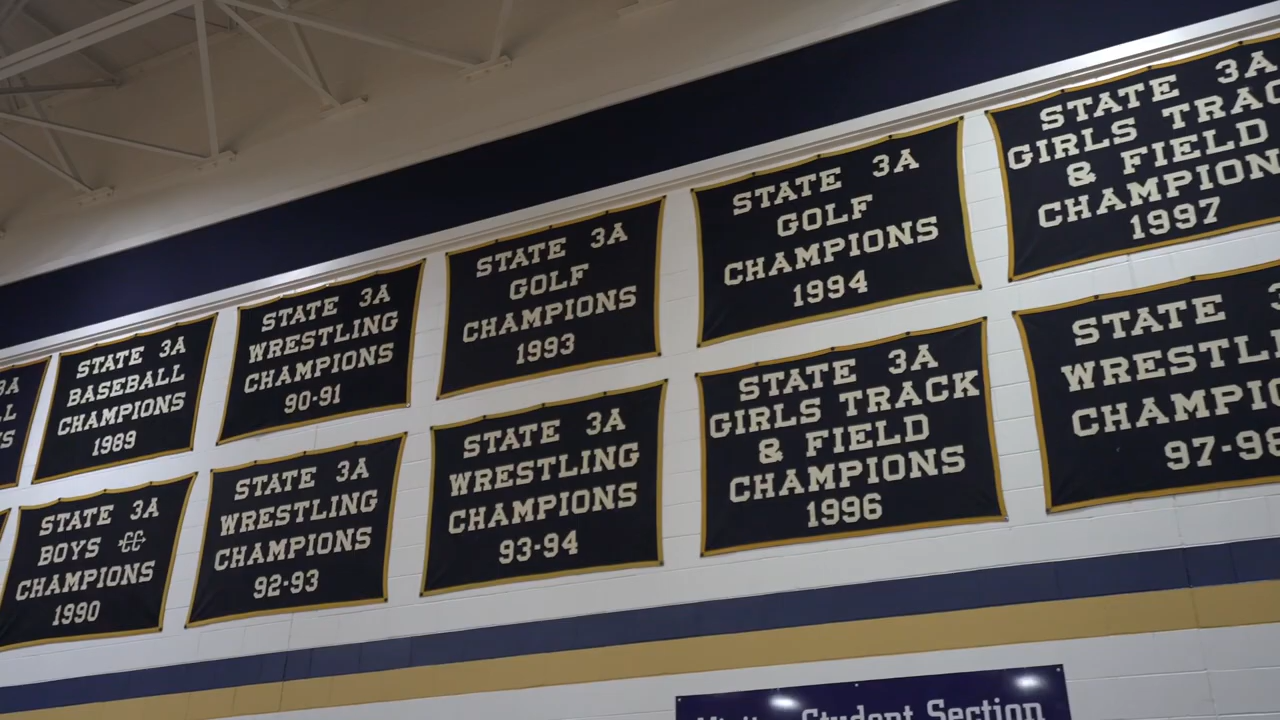 STATE 3A
BASEBALL
CHAMPIONS
1989
STATE 3A
WRESTLING
CHAMPIONS
90-91
STATE 3A
GOLF
CHAMPIONS
1993
STATE 3A
GOLF
CHAMPIONS
1994
STATE 3A
GIRLS TRAC
& FIELD
CHAMPION
1997
STATE 3A
BOYS CC
CHAMPIONS
1990
STATE 3A
WRESTLING
CHAMPIONS
92-93
STATE 3A
WRESTLING
CHAMPIONS
93-94
STATE 3A
GIRLS TRACK
& FIELD
CHAMPIONS
1996
STATE
WRESTL
CHAMPIO
97-98
Student Section